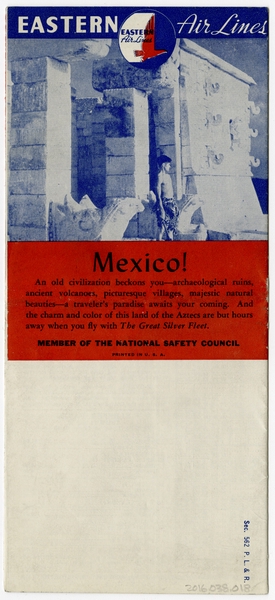 EASTERN Air Lines
EASTERN
Air Lines
Mexico!
An old civilization beckons you—archaeological ruins,
ancient volcanoes, picturesque villages, majestic natural
beauties—a traveler's paradise awaits your coming. And
the charm and color of this land of the Aztecs are but hours
away when you fly with The Great Silver Fleet.
MEMBER OF THE NATIONAL SAFETY COUNCIL
PRINTED IN U. S. A.
Sec. 562 P. L. & R.
2016.038.018